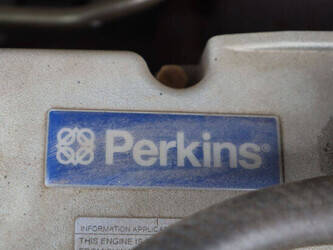 Perkins®
INFORMATION APPLICA
THIS ENGINE IS